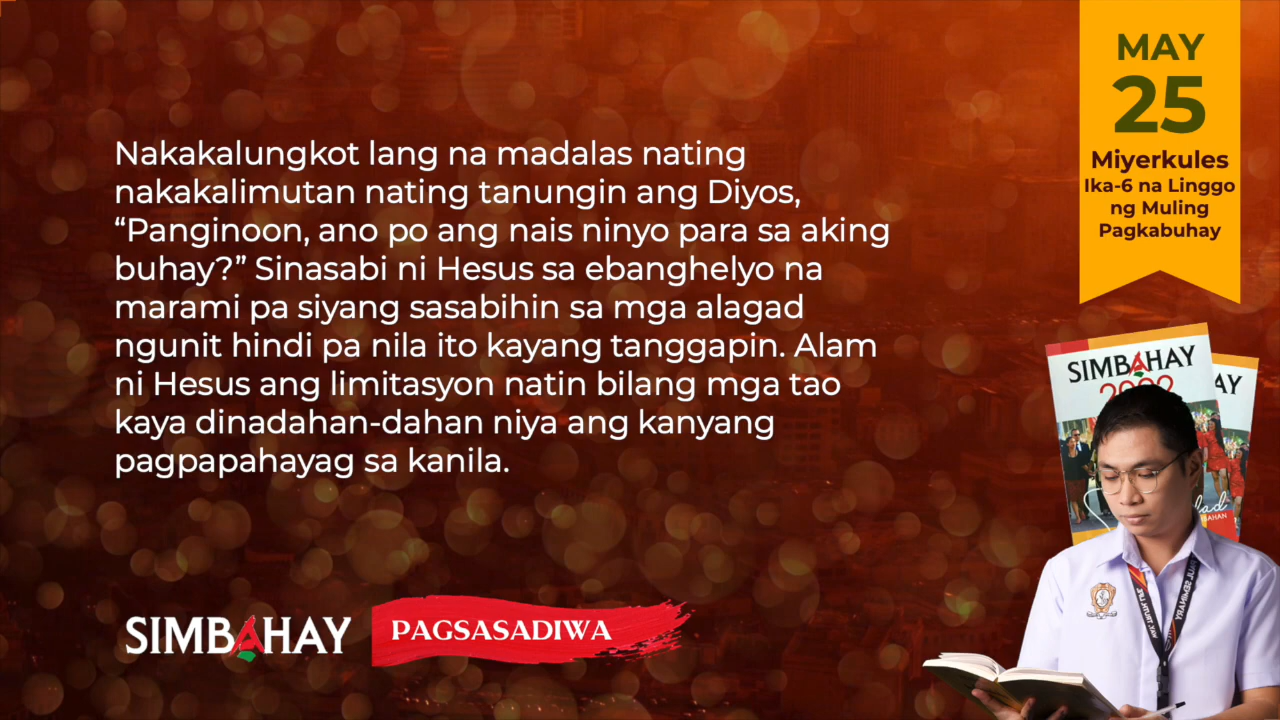 MAY
25
Miyerkules
Ika-6 na Linggo
ng Muling
Pagkabuhay
Nakakalungkot lang na madalas nating
nakakalimutan nating tanungin ang Diyos,
“Panginoon, ano po ang nais ninyo para sa aking
buhay?” Sinasabi ni Hesus sa ebanghelyo na
marami pa siyang sasabihin sa mga alagad
ngunit hindi pa nila ito kayang tanggapin. Alam
ni Hesus ang limitasyon natin bilang mga tao
kaya dinadahan-dahan niya ang kanyang
pagpapahayag sa kanila.
SIMBAHAY
SIMBAHAY
PAGSASADIWA